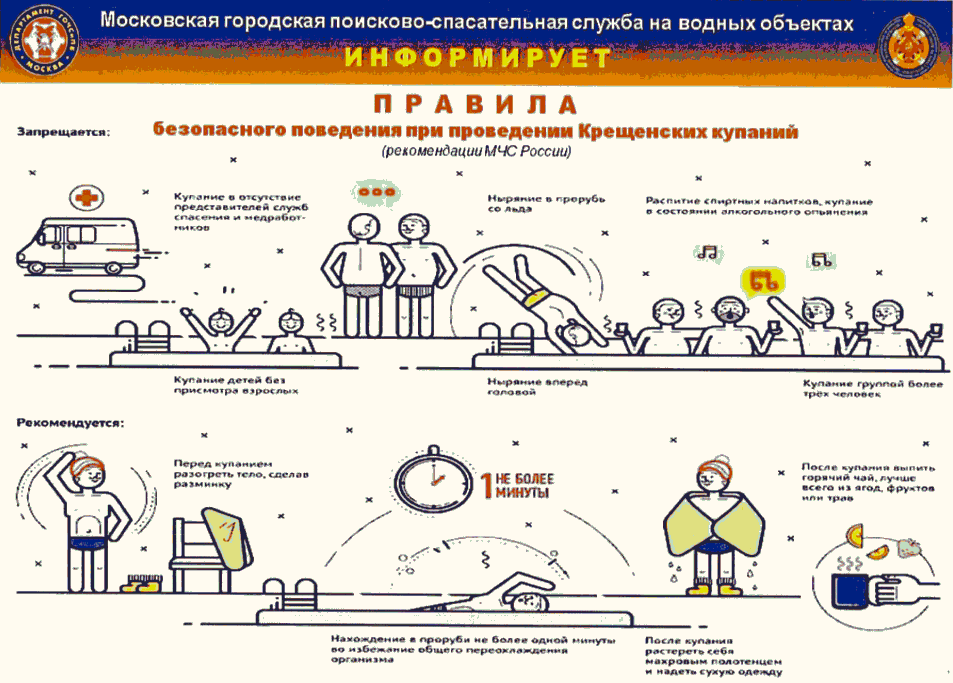 Московская городская поисково-спасательная служба на водных объектах
ИНФОРМИРУЕТ
ДЕПАРТАМЕНТ ГОЧСИПБ
МОСКВА
ПРАВИЛА
безопасного поведения при проведении Крещенских купаний
(рекомендации МЧС России)
Запрещается:
Купание в отсутствие
представителей служб
спасения и медработ-
ников
Ныряние в прорубь
со льда
Распитие спиртных напитков, купание
в состоянии алкогольного опьянения
Купание детей без
присмотра взрослых
Ныряние вперед
головой
Купание группой более
трёх человек
Рекомендуется:
Перед купанием
разогреть тело, сделав
разминку
1 НЕ БОЛЕЕ
МИНУТЫ
После купания выпить
горячий чай, лучше
всего из ягод, фруктов
или трав
Нахождение в проруби не более одной минуты
во избежание общего переохлаждения
организма
После купания
растереть себя
махровым полотенцем
и надеть сухую одежду